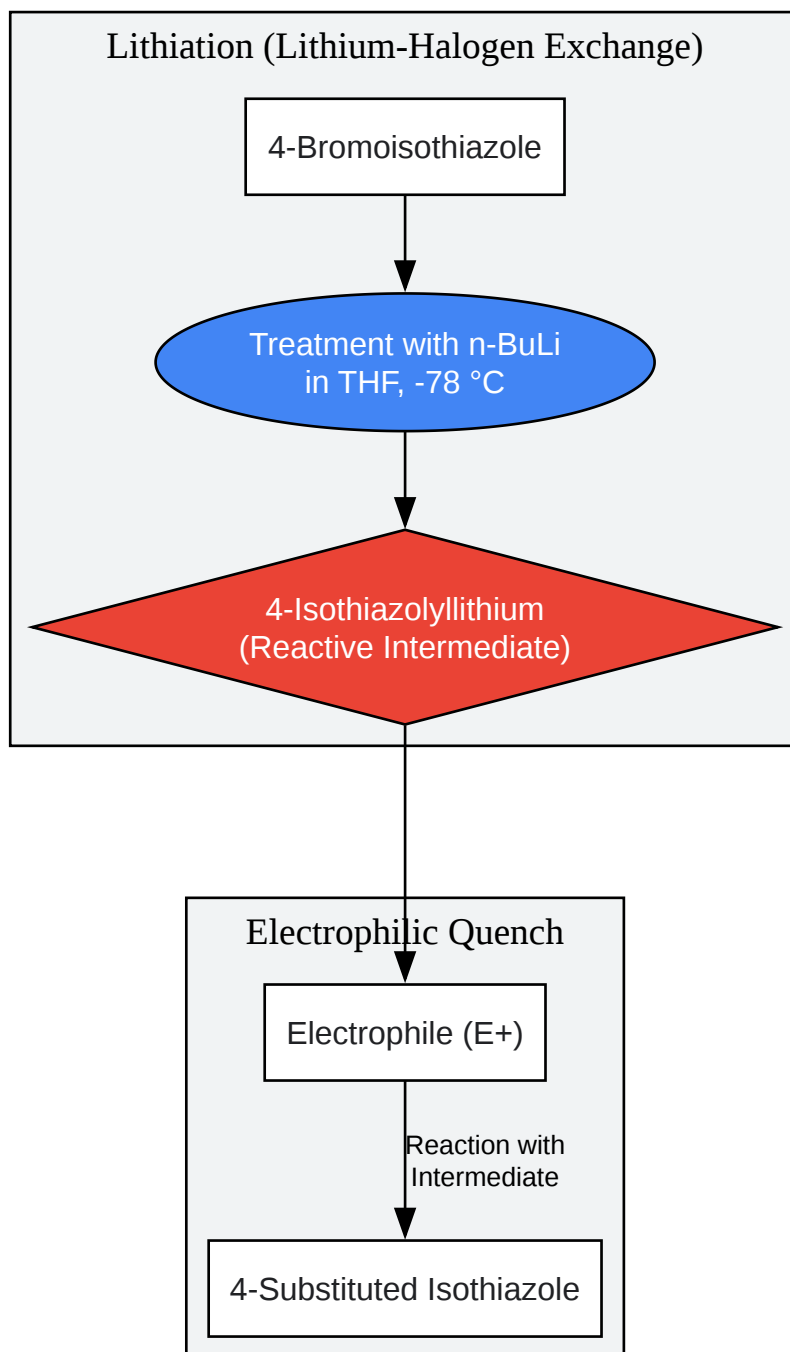 Lithiation (Lithium-Halogen Exchange)
4-Bromoisothiazole
Treatment with n-BuLi
in THF, -78 °C
4-Isothiazolyllithium
(Reactive Intermediate)
Electrophilic Quench
Electrophile (E+)
Reaction with
Intermediate
4-Substituted Isothiazole